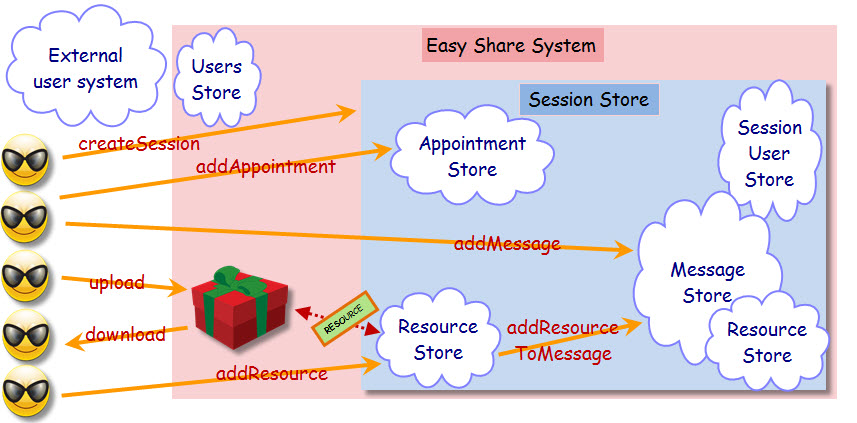 External
user system
Users
Store
Easy Share System
Session Store
createSession
addAppointment
Appointment
Store
Session
User
Store
addMessage
Message
Store
upload
download
RESOURCE
Resource
Store
addResource
ToMessage
Resource
Store
addResource